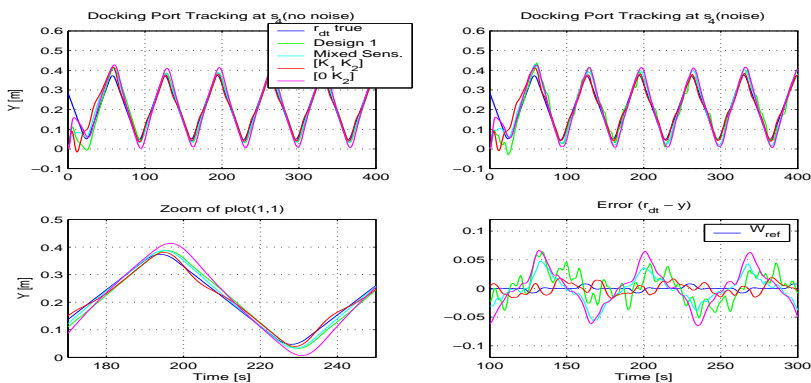 Docking Port Tracking at s4(no noise)
r_dt true
Design 1
Mixed Sens.
[K1 K2]
[0 K2]
Y [m]
0.6
0.5
0.4
0.3
0.2
0.1
0
−0.1
0 100 200 300 400
Docking Port Tracking at s4(noise)
0.6
0.5
0.4
0.3
0.2
0.1
0
−0.1
0 100 200 300 400
Zoom of plot(1,1)
Y [m]
0.5
0.4
0.3
0.2
0.1
0
180 200 220 240
Time [s]
Error (r_dt − y)
W_ref
0.1
0.05
0
−0.05
−0.1
100 150 200 250 300
Time [s]